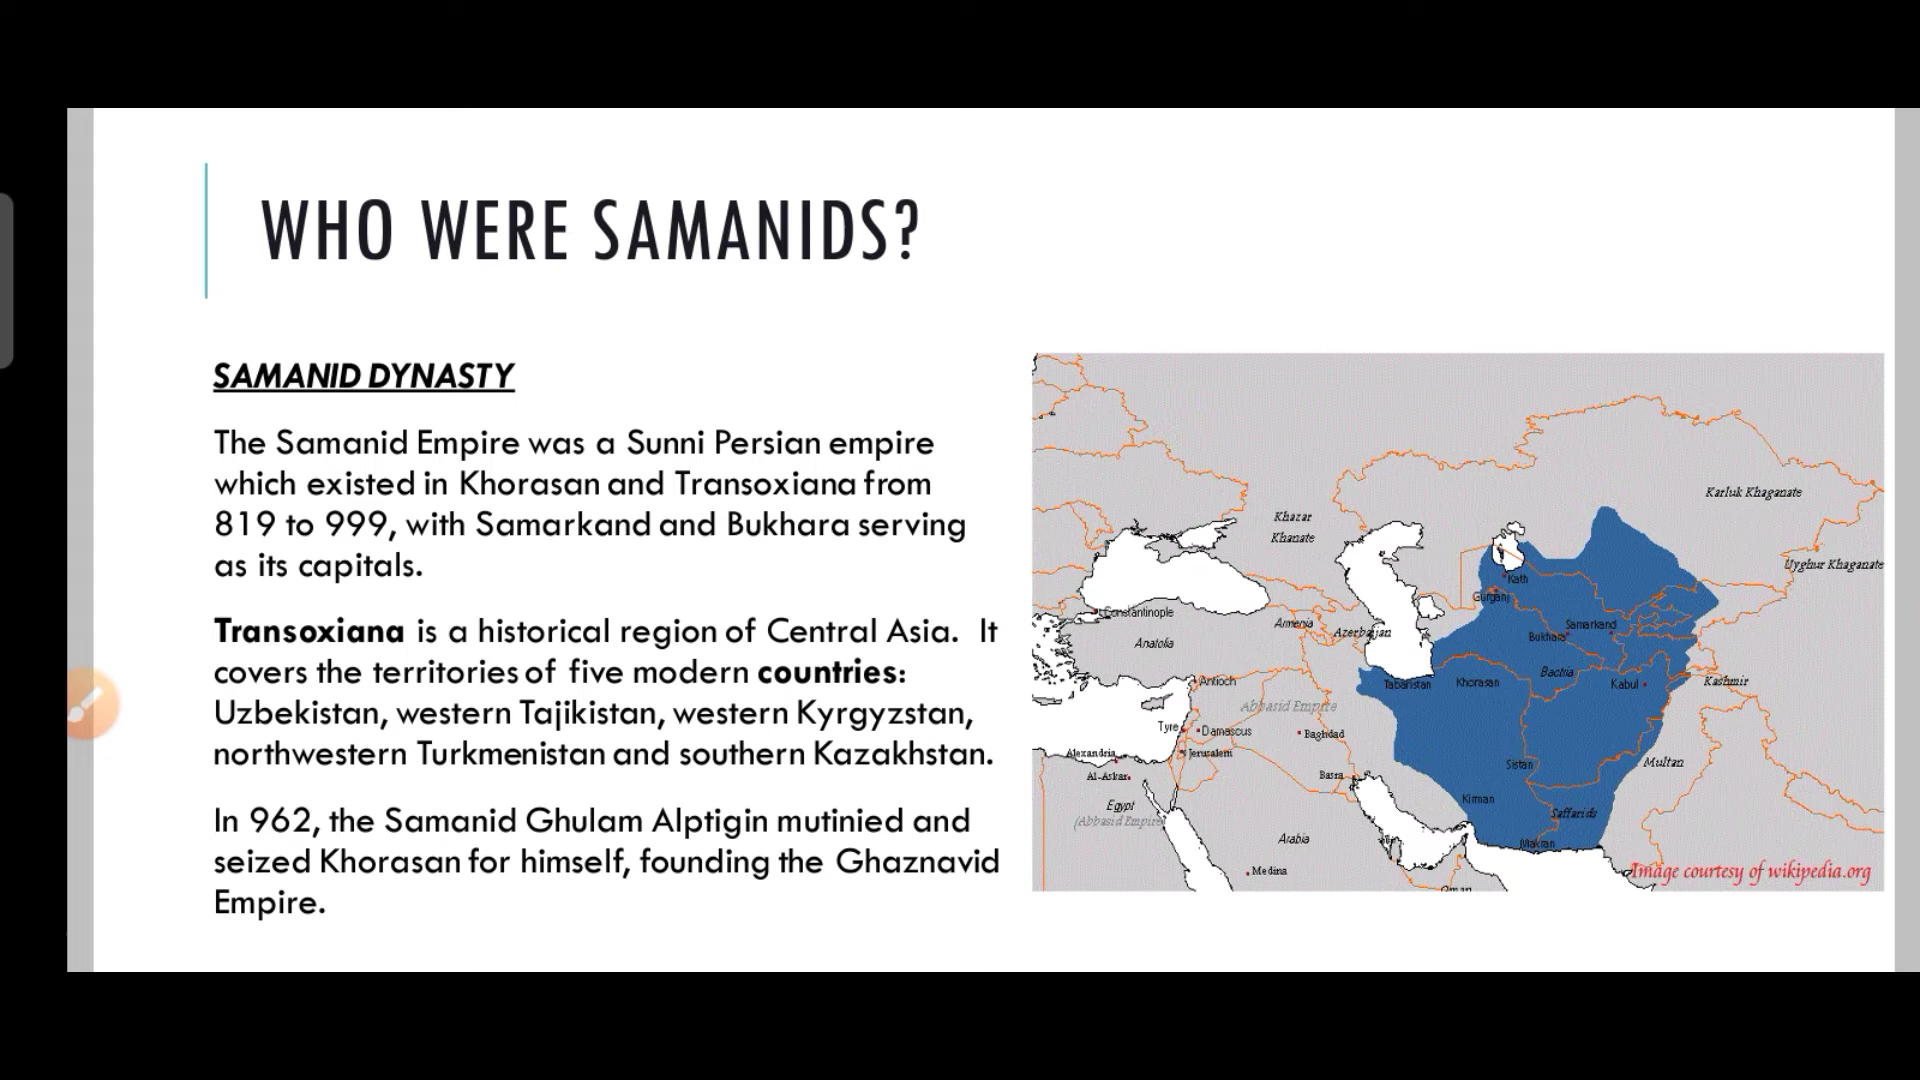 WHO WERE SAMANIDS?
SAMANID DYNASTY
The Samanid Empire was a Sunni Persian empire
which existed in Khorasan and Transoxiana from
819 to 999, with Samarkand and Bukhara serving
as its capitals.
Transoxiana is a historical region of Central Asia. It
covers the territories of five modern countries:
Uzbekistan, western Tajikistan, western Kyrgyzstan,
northwestern Turkmenistan and southern Kazakhstan.
In 962, the Samanid Ghulam Alptigin mutinied and
seized Khorasan for himself, founding the Ghaznavid
Empire.
Karluk Khaganate
Khazar
Khanate
Uyghur Khaganate
Kath
Gurganj
Constantinople
Armenia
Samarkand
Azerbaijan
Bukhara
Anatolia
Bactria
Antioch
Tabaristan
Khorasan
Kabul
Kashmir
Abbasid Empire
Tyre
Damascus
Baghdad
Alexandria
Jerusalem
Sistan
Multan
Al-Askar
Basra
Kirman
Egypt
(Abbasid Empire)
Saffarids
Arabia
Makran
Medina
Image courtesy of wikipedia.org
Oman